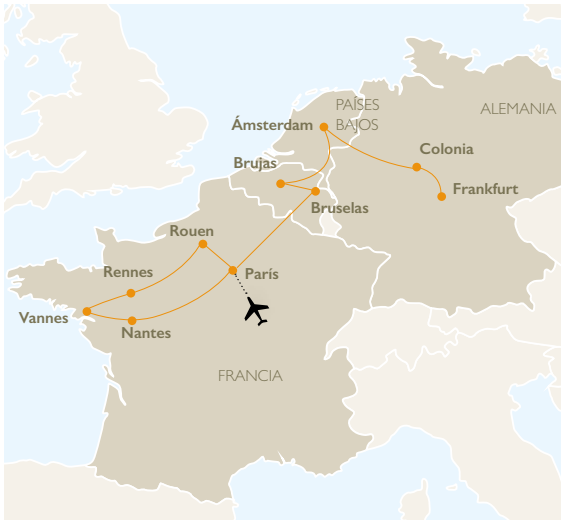 PAÍSES
BAJOS
ALEMANIA
Ámsterdam
Colonia
Brujas
Frankfurt
Bruselas
Rouen
Rennes
París
Vannes
Nantes
FRANCIA